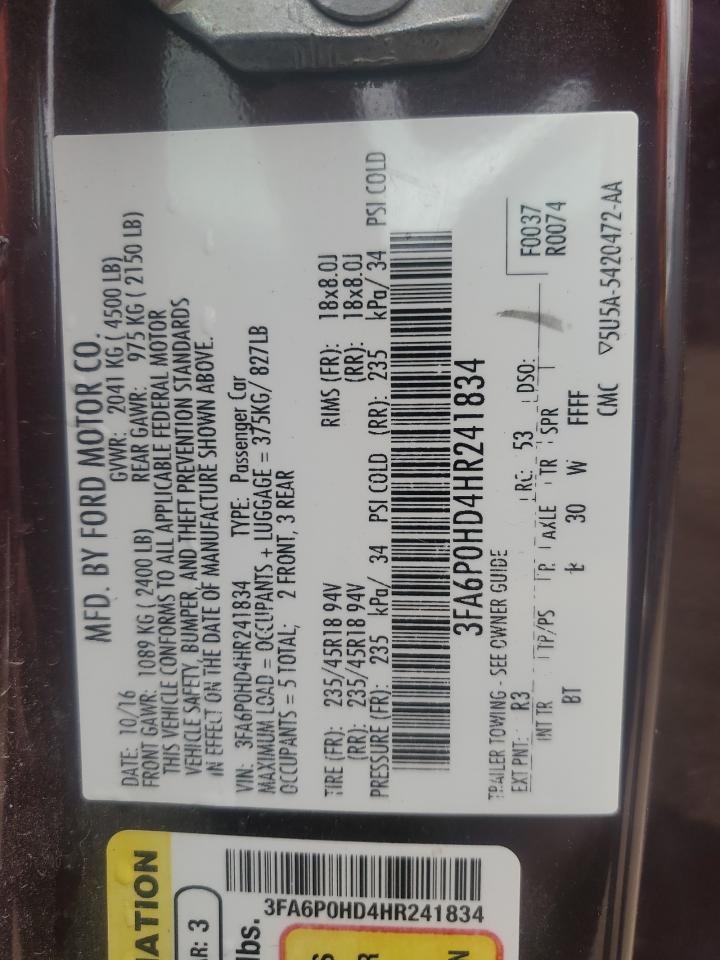 MFD. BY FORD MOTOR CO.
DATE: 10/16 GVWR: 2041 KG ( 4500 LB)
FRONT GAWR: 1089 KG ( 2400 LB) REAR GAWR: 975 KG ( 2150 LB)
THIS VEHICLE CONFORMS TO ALL APPLICABLE FEDERAL MOTOR
VEHICLE SAFETY, BUMPER, AND THEFT PREVENTION STANDARDS
IN EFFECT ON THE DATE OF MANUFACTURE SHOWN ABOVE.
VIN: 3FA6P0HD4HR241834 TYPE: Passenger Car
MAXIMUM LOAD = OCCUPANTS + LUGGAGE = 375KG/ 827LB
OCCUPANTS = 5 TOTAL; 2 FRONT, 3 REAR
TIRE (FR): 235/45R18 94V RIMS (FR): 18x8.0J
(RR): 235/45R18 94V (RR): 18x8.0J
PRESSURE (FR): 235 kPa/ 34 PSI COLD (RR): 235 kPa/ 34 PSI COLD
3FA6P0HD4HR241834
TRAILER TOWING - SEE OWNER GUIDE
EXT PNT: R3 RC: 53 DSO: F0037
R0074
INT TR TP/PS AXLE TR SPR
BT 30 W FFFF
CMC ▽5U5A-5420472-AA
ATION
AR: 3
lbs.
3FA6P0HD4HR241834